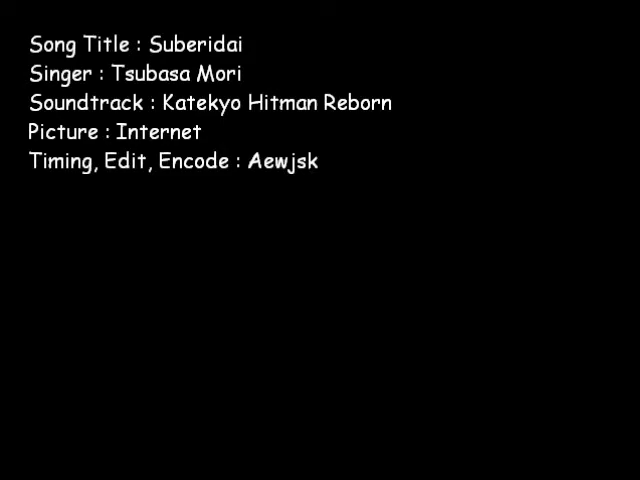 Song Title : Suberidai
Singer : Tsubasa Mori
Soundtrack : Katekyo Hitman Reborn
Picture : Internet
Timing, Edit, Encode : Aewjsk